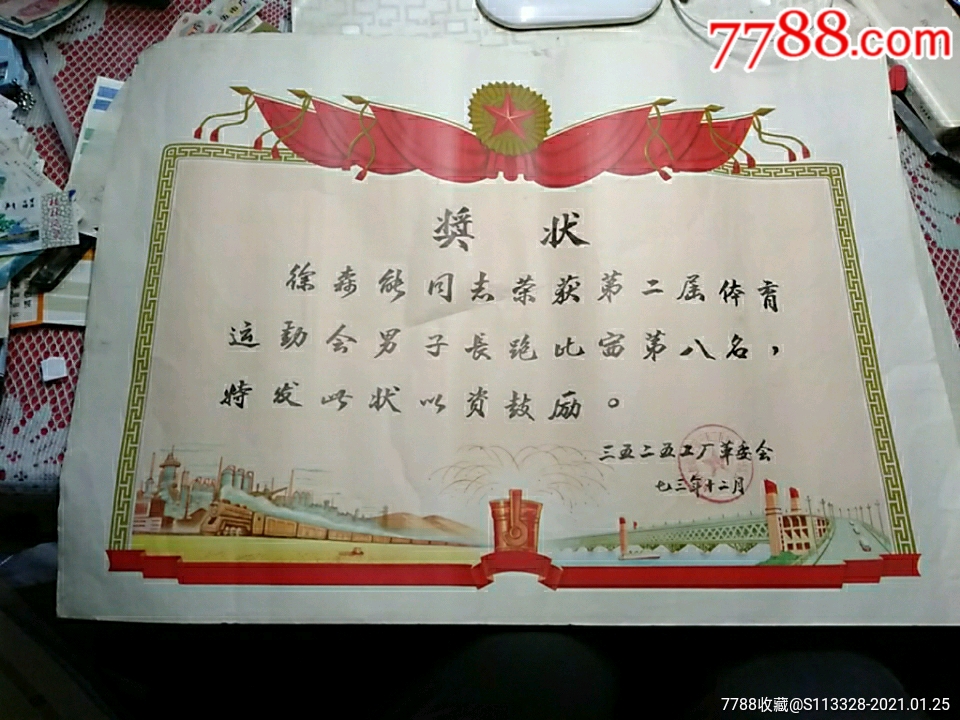 7788.com
奖状
徐森能同志荣获第二届体育
运动会男子長跑比宙第八名，
特发此状以资鼓励。
三五二五工厂革委会
七三年十二月
7788收藏@S113328-2021.01.25